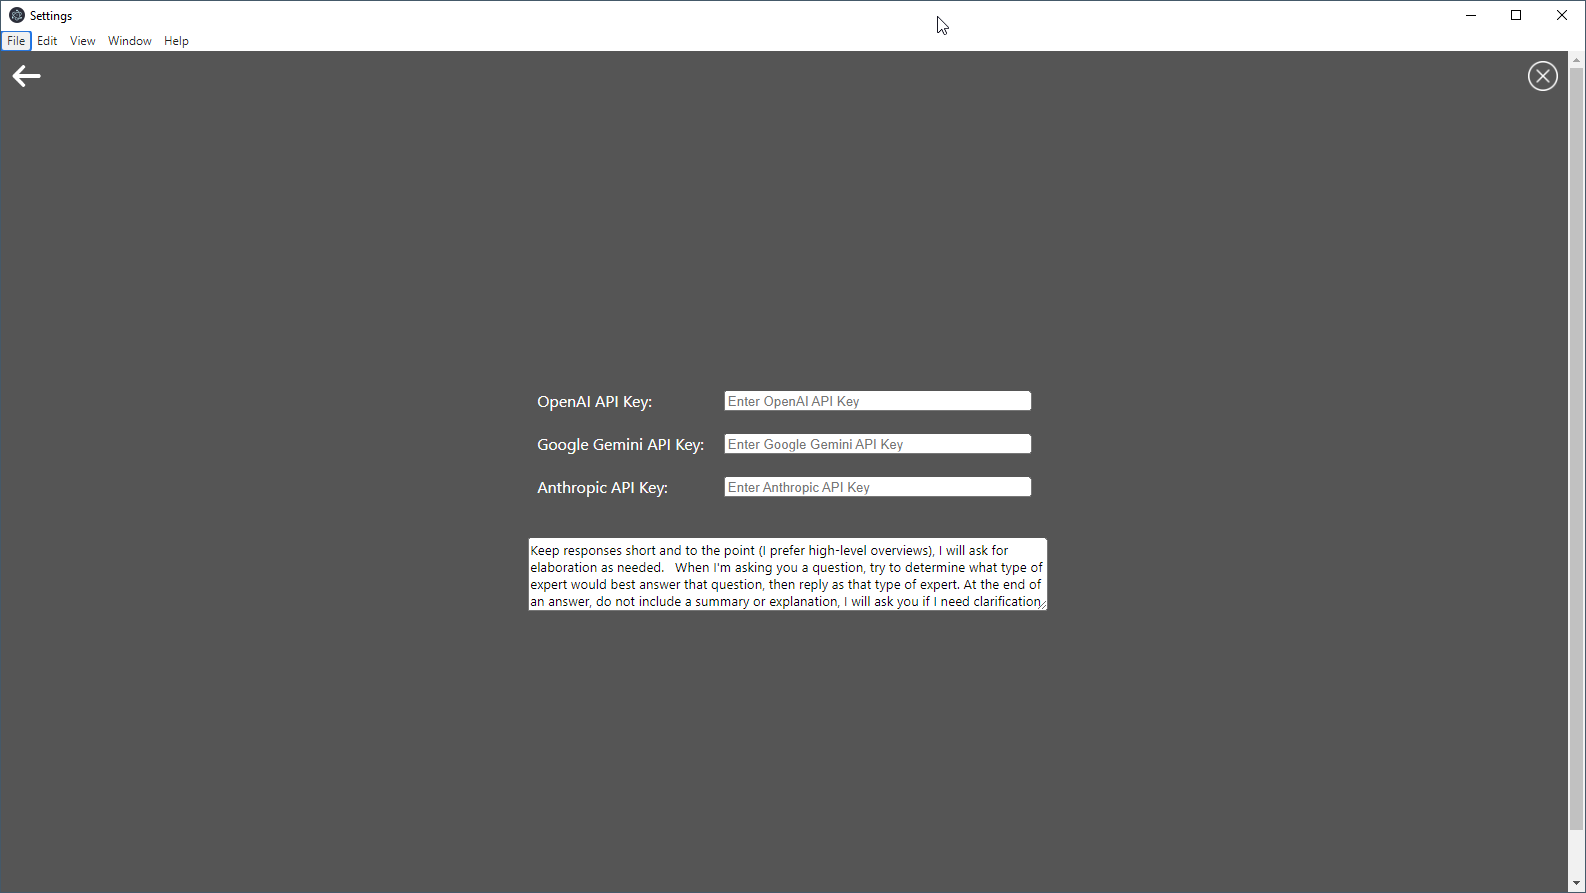 Settings
File Edit View Window Help
OpenAI API Key: Enter OpenAI API Key
Google Gemini API Key: Enter Google Gemini API Key
Anthropic API Key: Enter Anthropic API Key
Keep responses short and to the point (I prefer high-level overviews), I will ask for
elaboration as needed.   When I'm asking you a question, try to determine what type of
expert would best answer that question, then reply as that type of expert. At the end of
an answer, do not include a summary or explanation, I will ask you if I need clarification